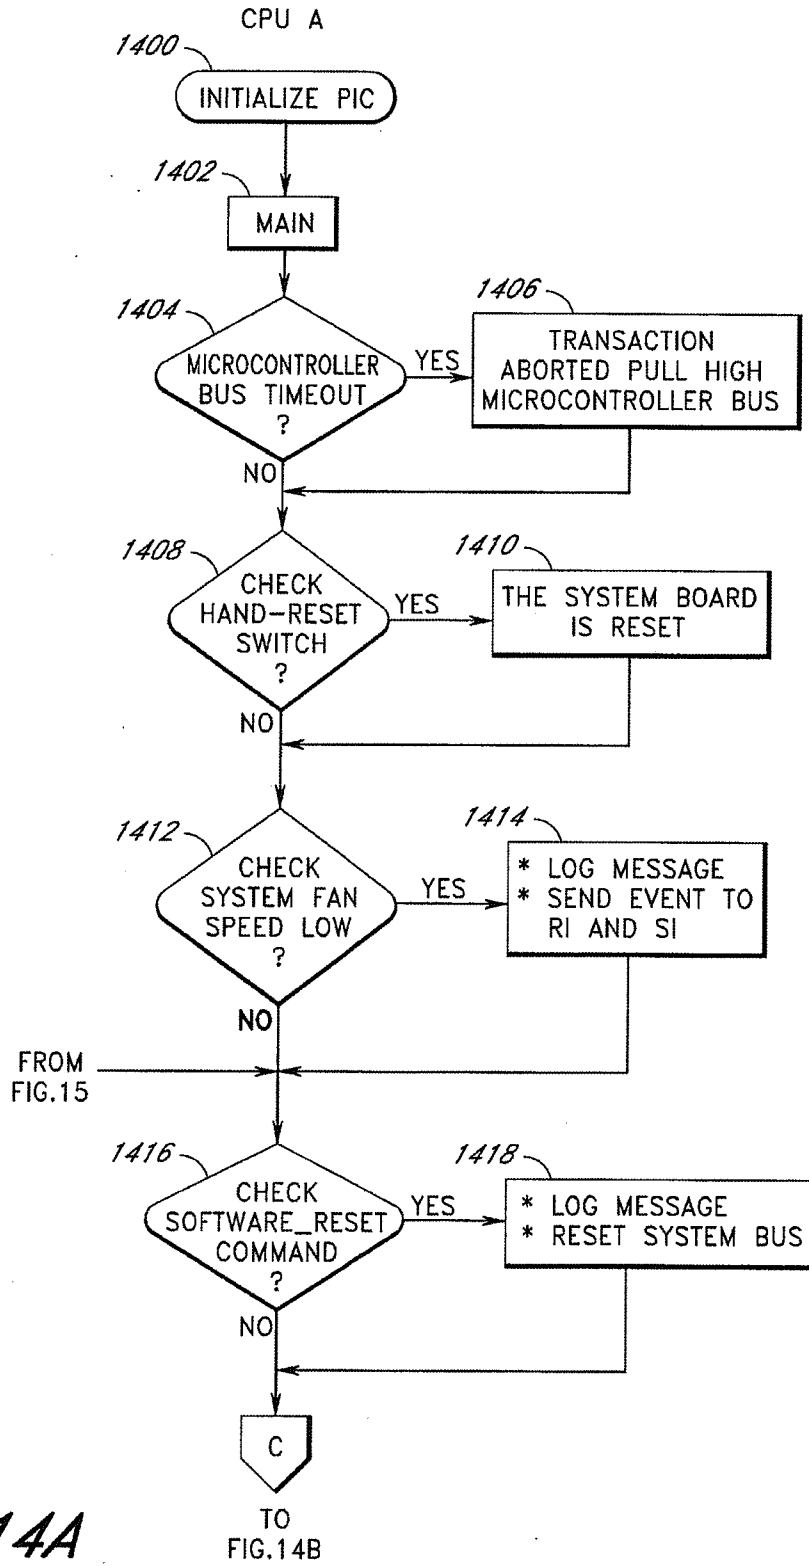 CPU A
1400
INITIALIZE PIC
1402
MAIN
1404
MICROCONTROLLER
BUS TIMEOUT
?
YES
1406
TRANSACTION
ABORTED PULL HIGH
MICROCONTROLLER BUS
NO
1408
CHECK
HAND-RESET
SWITCH
?
YES
1410
THE SYSTEM BOARD
IS RESET
NO
1412
CHECK
SYSTEM FAN
SPEED LOW
?
YES
1414
* LOG MESSAGE
* SEND EVENT TO
RI AND SI
NO
FROM
FIG.15
1416
CHECK
SOFTWARE_RESET
COMMAND
?
YES
1418
* LOG MESSAGE
* RESET SYSTEM BUS
NO
C
TO
FIG.14B
14A